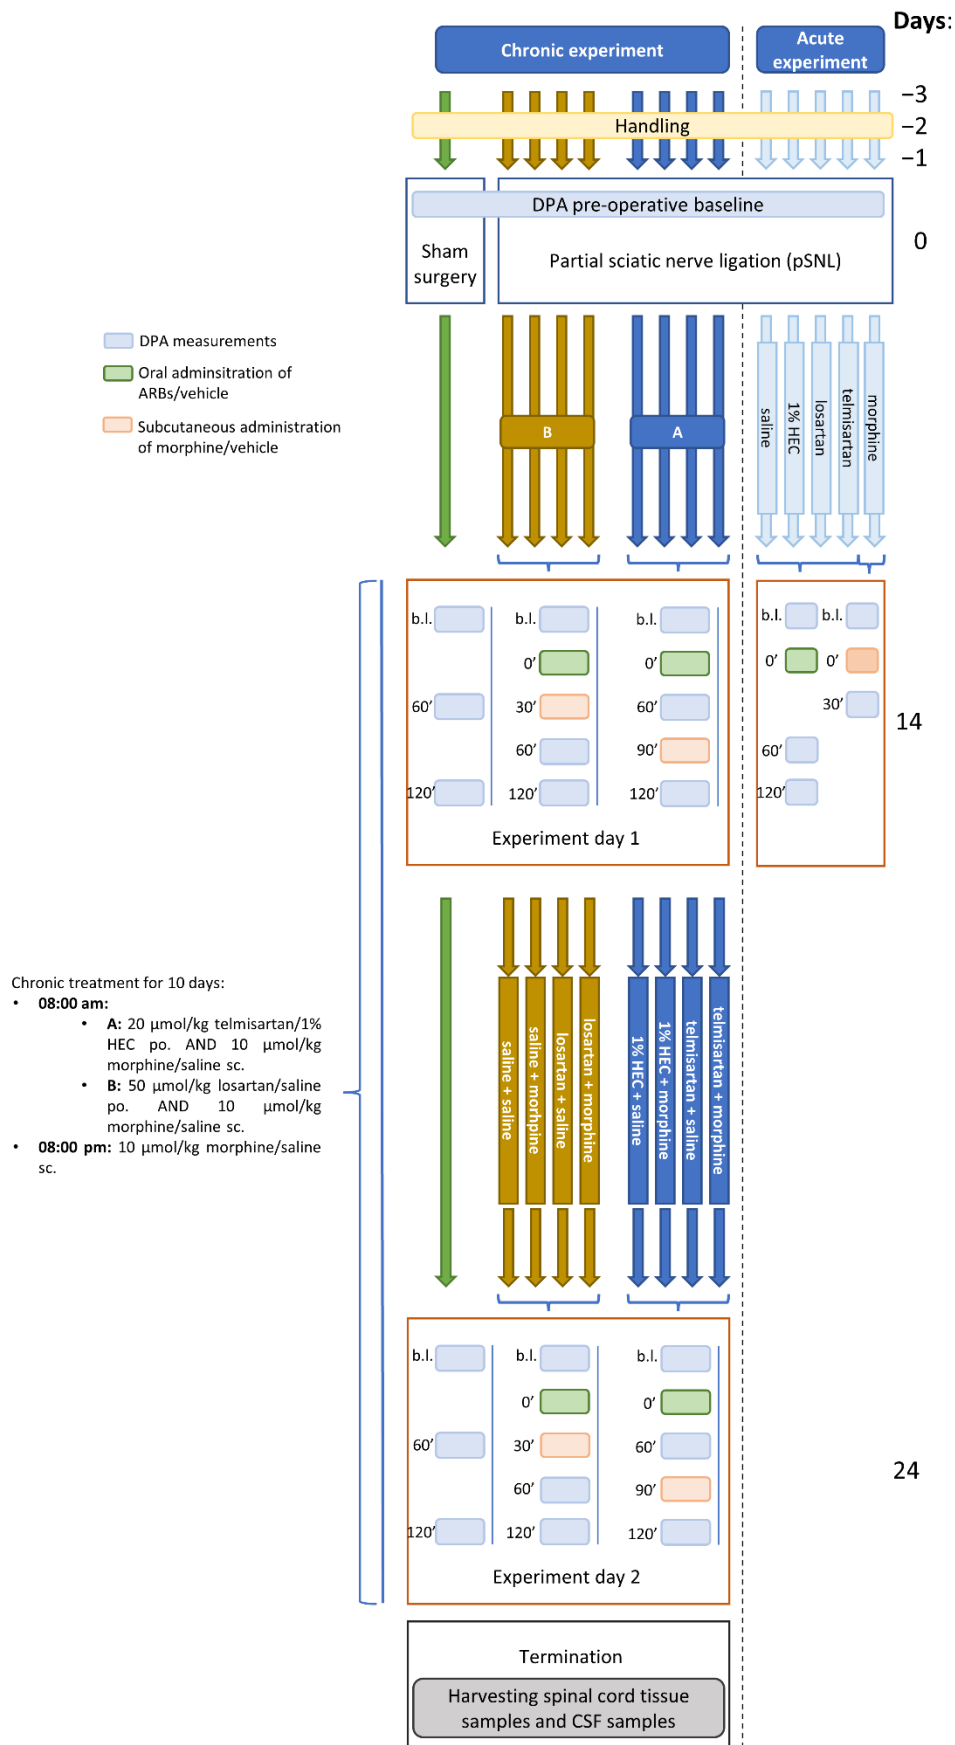 Days:
Chronic experiment
Acute
experiment
−3
Handling
−2
−1
DPA pre-operative baseline
0
Sham
surgery
Partial sciatic nerve ligation (pSNL)
DPA measurements
Oral adminsitration of
ARBs/vehicle
Subcutaneous administration
of morphine/vehicle
B
A
saline
1% HEC
losartan
telmisartan
morphine
b.l.
b.l.
b.l.
b.l.
b.l.
0’
0’
0’
0’
60’
30’
60’
30’
14
60’
90’
60’
120’
120’
120’
120’
Experiment day 1
Chronic treatment for 10 days:
• 08:00 am:
• A: 20 μmol/kg telmisartan/1%
HEC po. AND 10 μmol/kg
morphine/saline sc.
• B: 50 μmol/kg losartan/saline
po. AND 10 μmol/kg
morphine/saline sc.
• 08:00 pm: 10 μmol/kg morphine/saline
sc.
saline + saline
saline + morhpine
losartan + saline
losartan + morphine
1% HEC + saline
1% HEC + morphine
telmisartan + saline
telmisartan + morphine
b.l.
b.l.
b.l.
0’
0’
60’
30’
60’
24
60’
90’
120’
120’
120’
Experiment day 2
Termination
Harvesting spinal cord tissue
samples and CSF samples